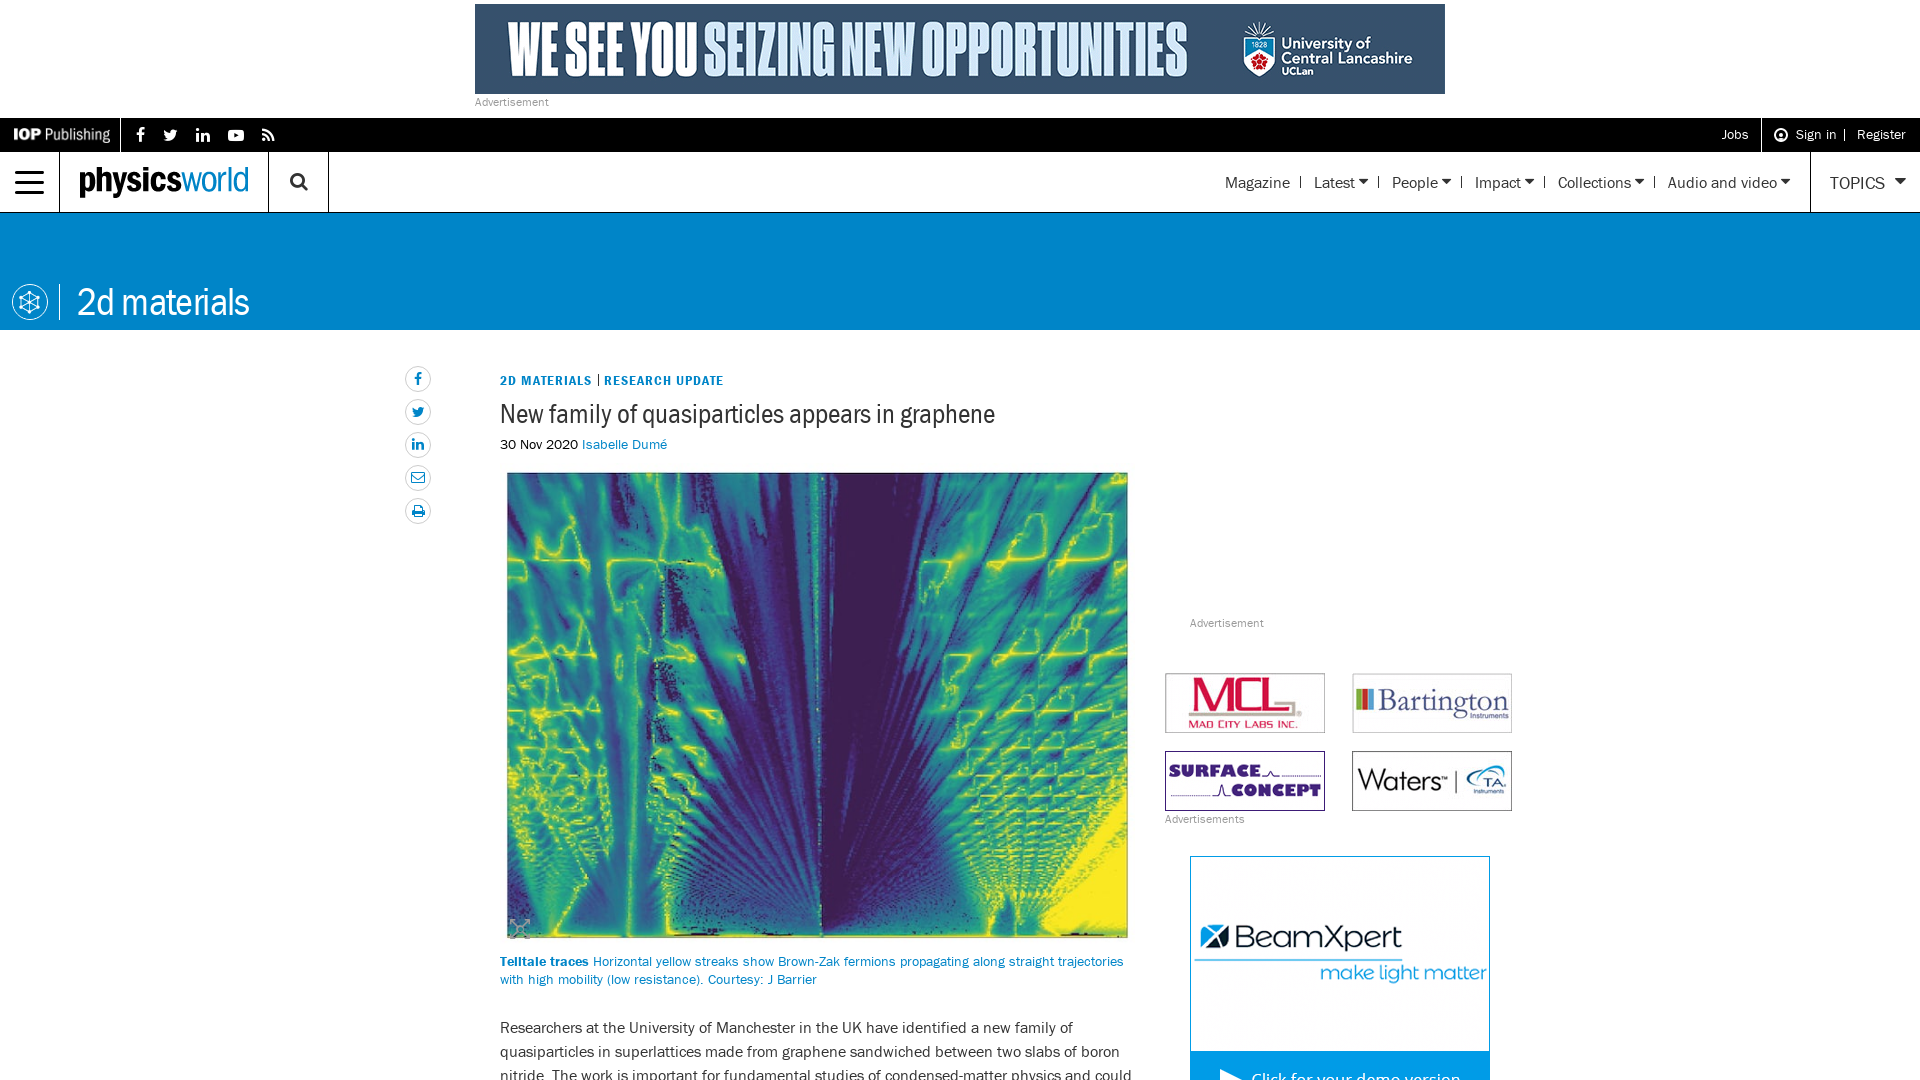 WE SEE YOU SEIZING NEW OPPORTUNITIES
1828
University of
Central Lancashire
UCLan
Advertisement
IOP Publishing
Jobs
Sign in
Register
physicsworld
Magazine
Latest
People
Impact
Collections
Audio and video
TOPICS
2d materials
2D MATERIALS
RESEARCH UPDATE
New family of quasiparticles appears in graphene
30 Nov 2020 Isabelle Dumé
Telltale traces Horizontal yellow streaks show Brown-Zak fermions propagating along straight trajectories
with high mobility (low resistance). Courtesy: J Barrier
Researchers at the University of Manchester in the UK have identified a new family of
quasiparticles in superlattices made from graphene sandwiched between two slabs of boron
nitride. The work is important for fundamental studies of condensed-matter physics and could
Advertisement
MCL
MAD CITY LABS INC.
Bartington
Instruments
SURFACE
CONCEPT
Waters™ | TA
Instruments
Advertisements
BeamXpert
make light matter
Click for your demo version